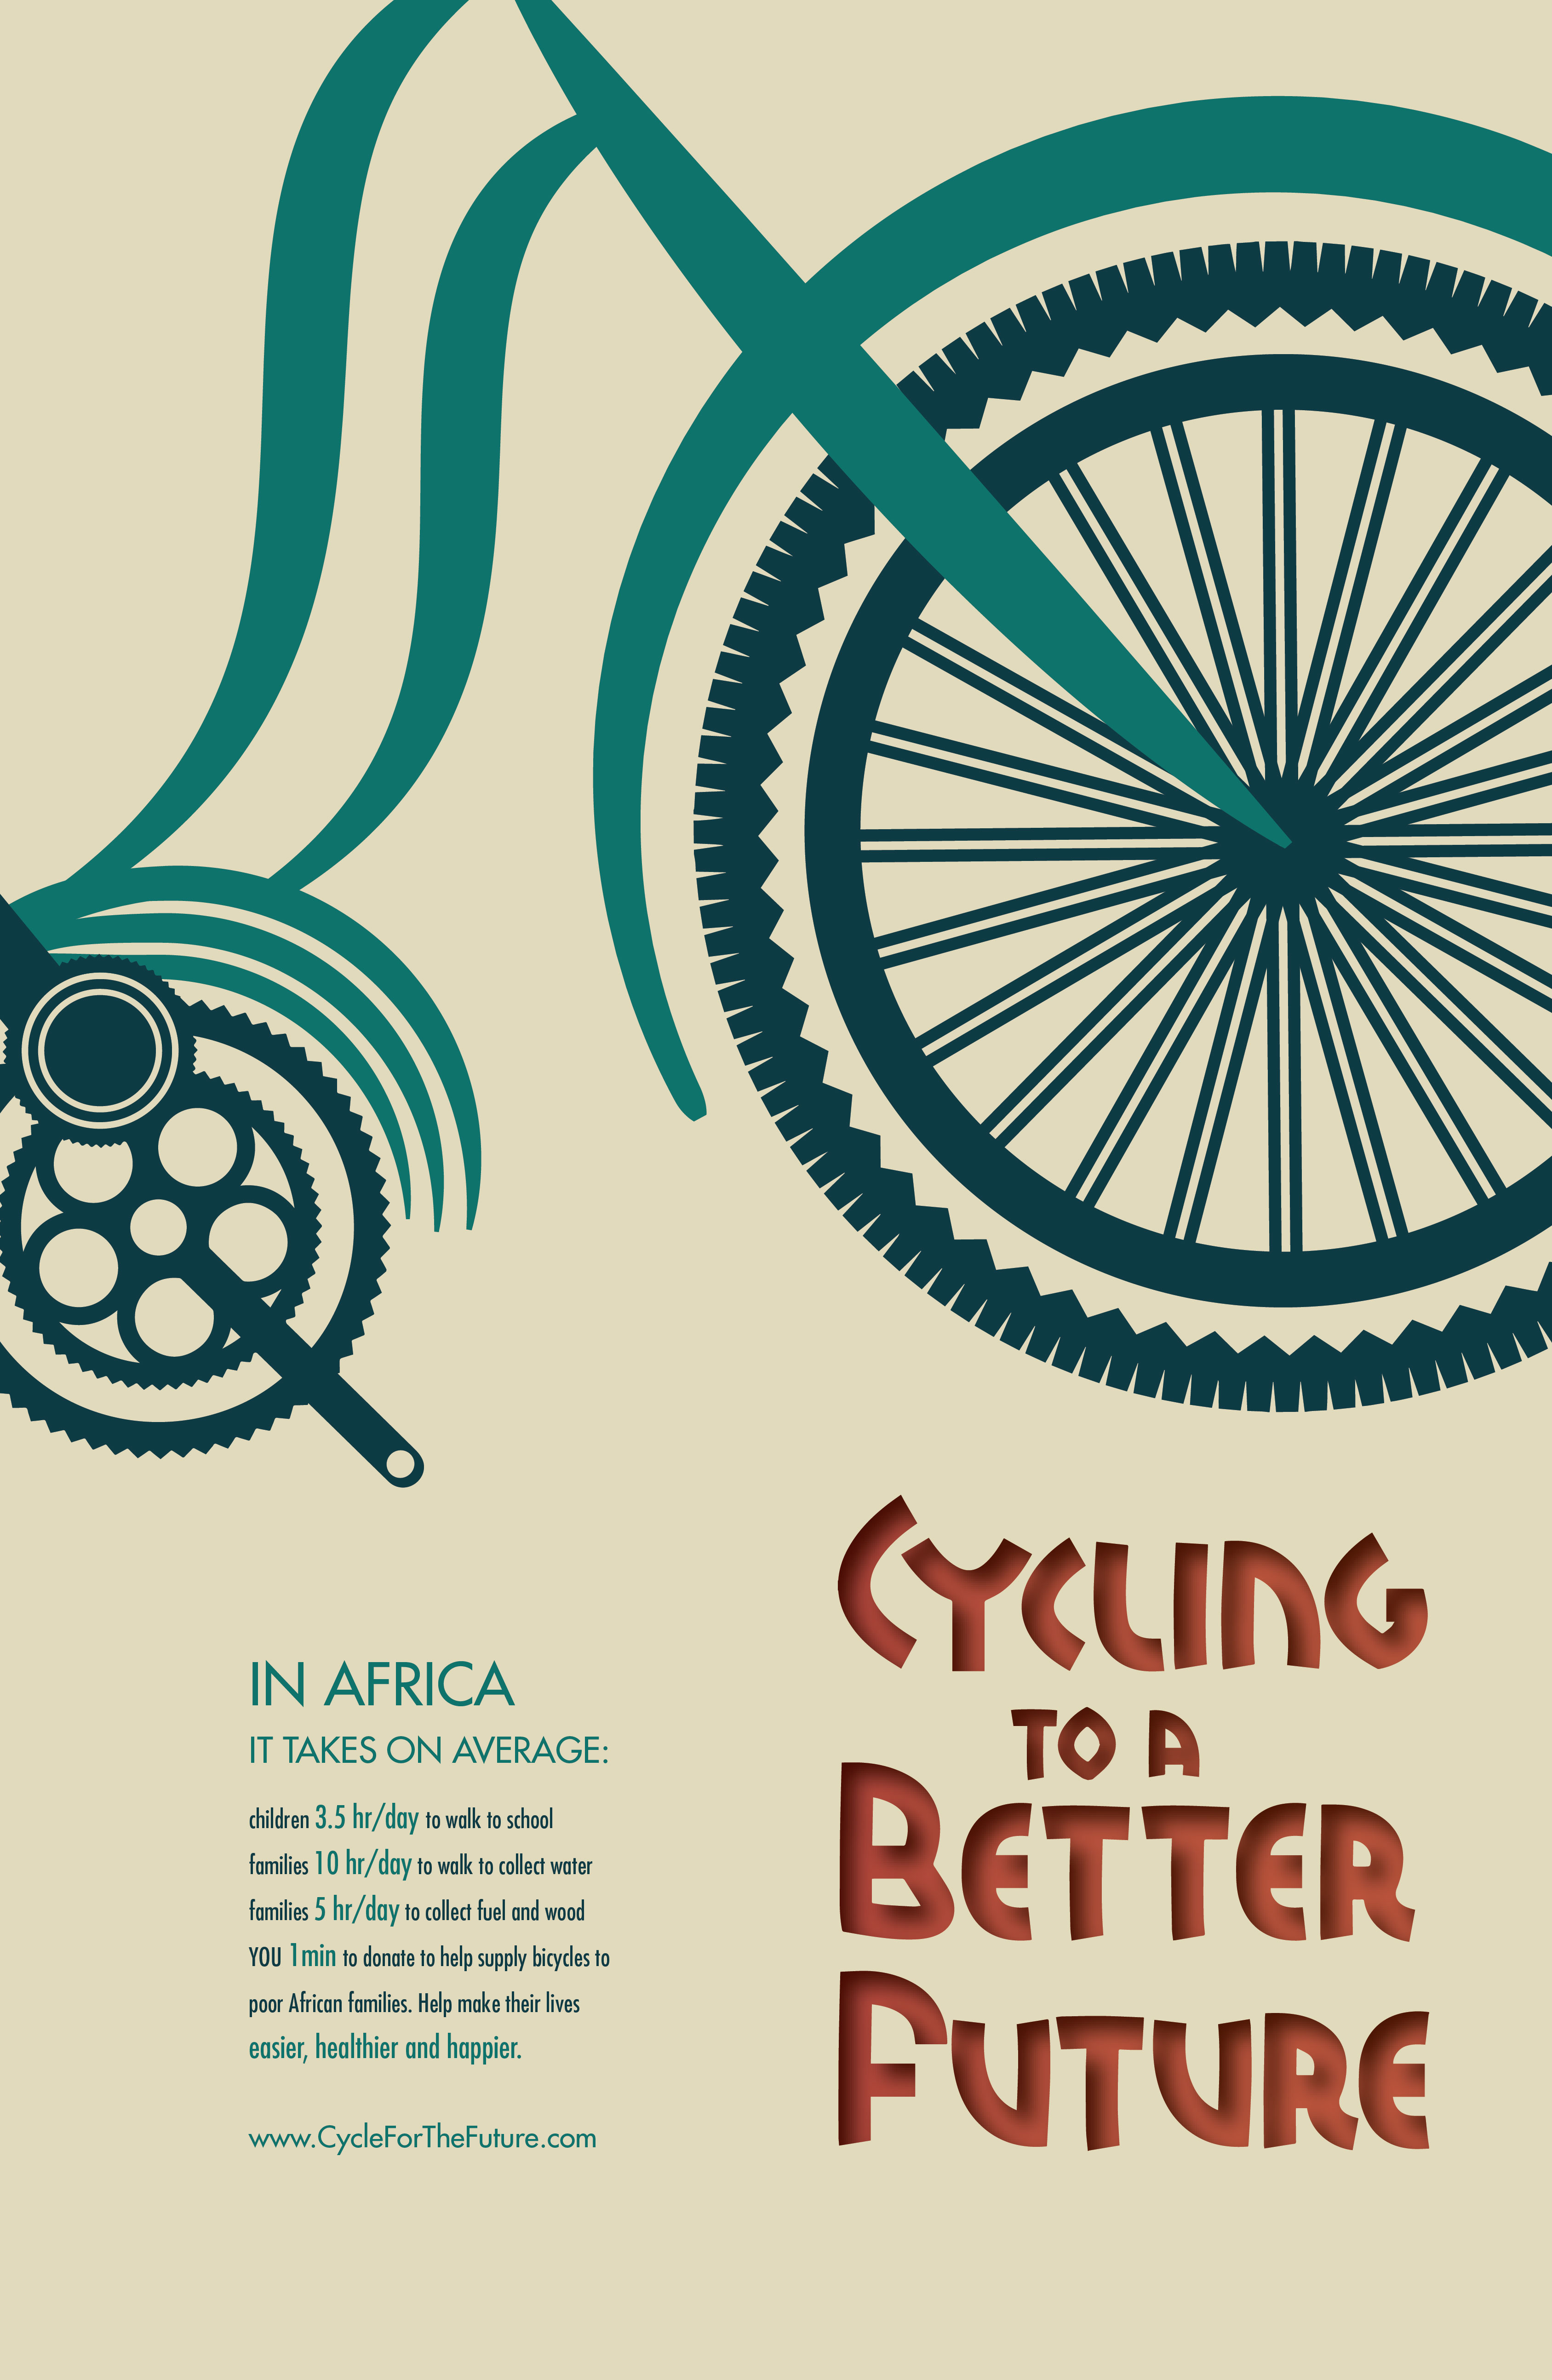 CYCLING
TO A
BETTER
FUTURE
IN AFRICA
IT TAKES ON AVERAGE:
children 3.5 hr/day to walk to school
families 10 hr/day to walk to collect water
families 5 hr/day to collect fuel and wood
YOU 1min to donate to help supply bicycles to
poor African families. Help make their lives
easier, healthier and happier.
www.CycleForTheFuture.com